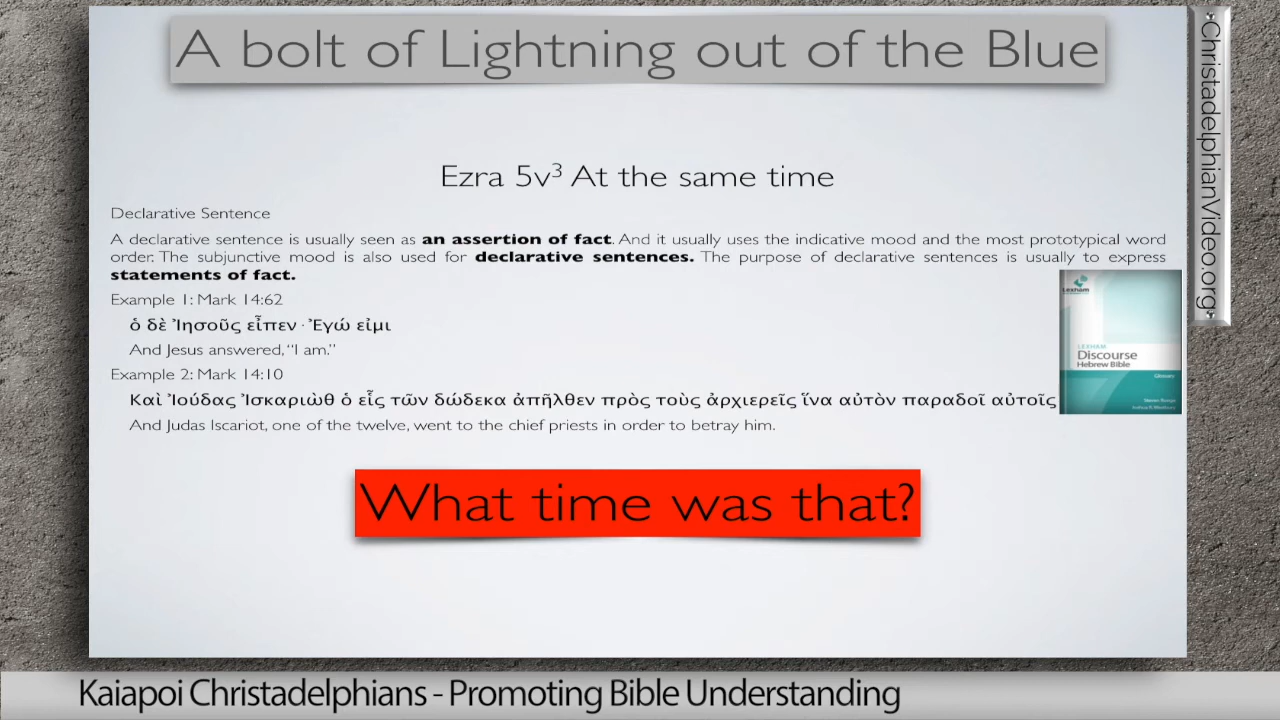 A bolt of Lightning out of the Blue
•ChristadelphianVideo.org•
Ezra 5v3 At the same time
Declarative Sentence
A declarative sentence is usually seen as an assertion of fact. And it usually uses the indicative mood and the most prototypical word
order. The subjunctive mood is also used for declarative sentences. The purpose of declarative sentences is usually to express
statements of fact.
Example 1: Mark 14:62
ὁ δὲ Ἰησοῦς εἶπεν · Ἐγώ εἰμι
And Jesus answered, “I am.”
Example 2: Mark 14:10
Καὶ Ἰούδας Ἰσκαριὼθ ὁ εἷς τῶν δώδεκα ἀπῆλθεν πρὸς τοὺς ἀρχιερεῖς ἵνα αὐτὸν παραδοῖ αὐτοῖς
And Judas Iscariot, one of the twelve, went to the chief priests in order to betray him.
Lexham
LEXHAM
Discourse
Hebrew Bible
Glossary
What time was that?
Kaiapoi Christadelphians - Promoting Bible Understanding